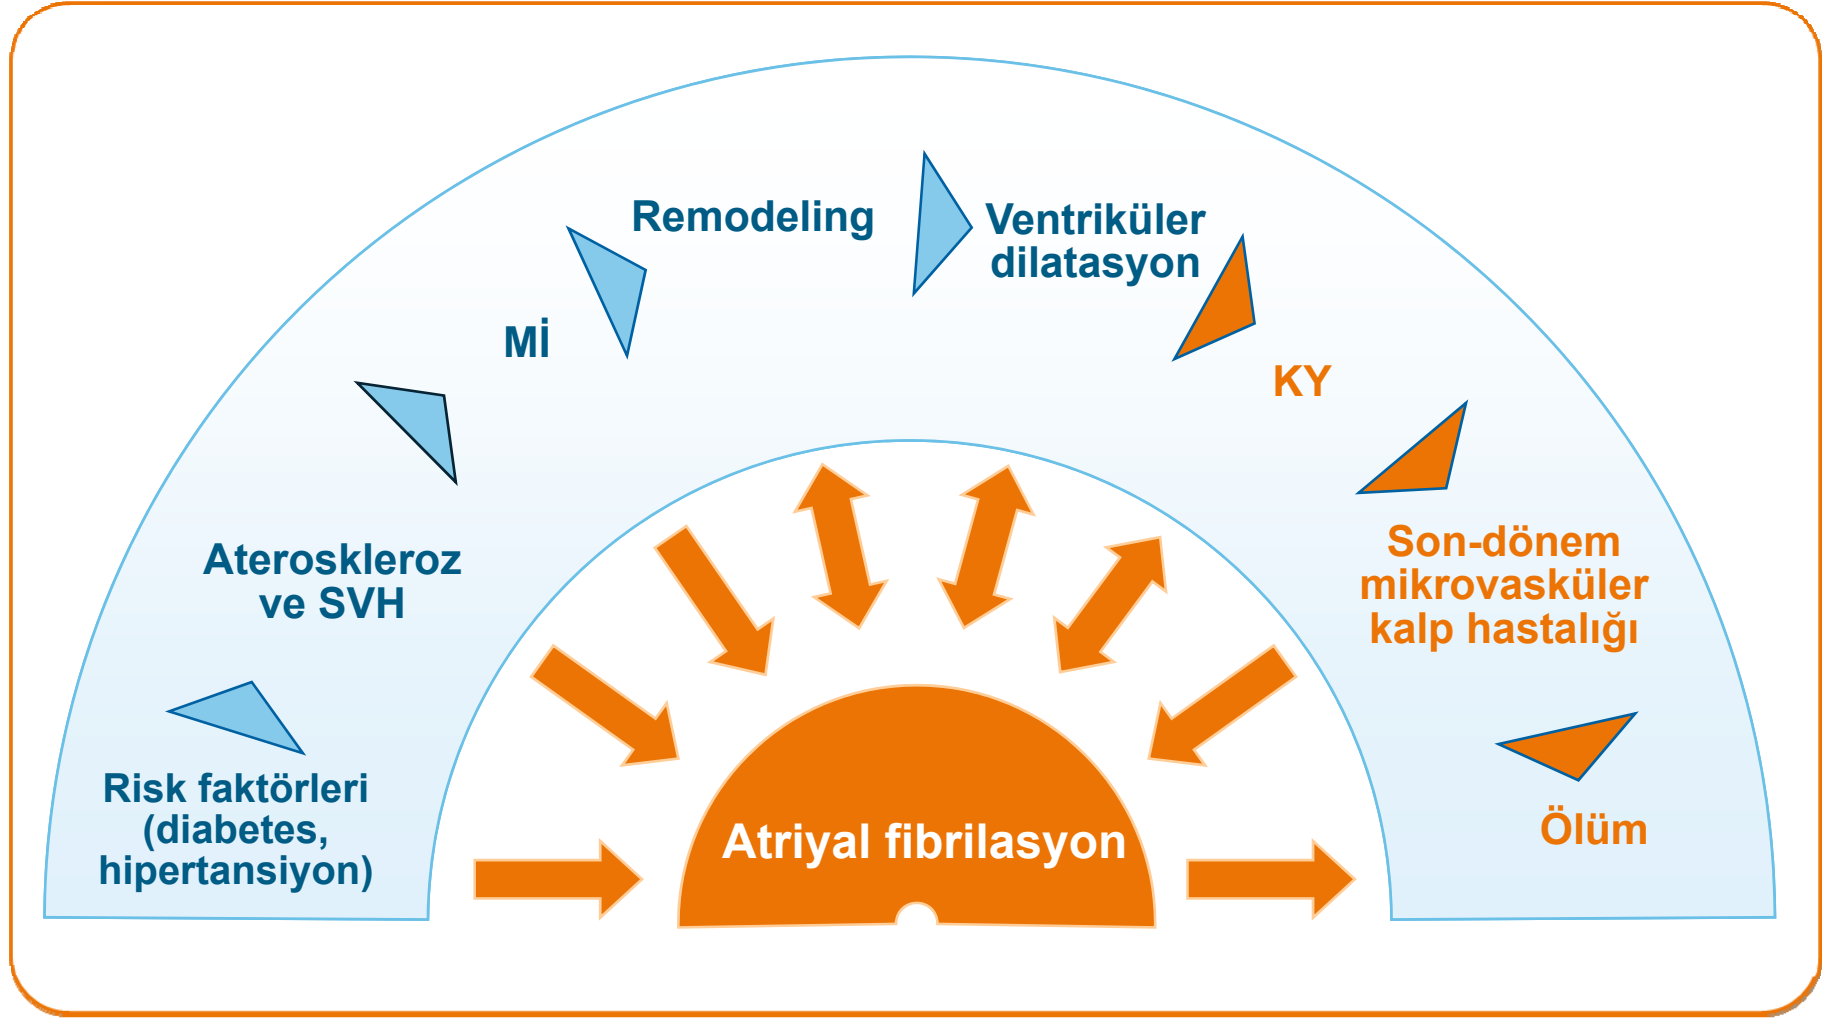 Risk faktörleri
(diabetes,
hipertansiyon)
Ateroskleroz
ve SVH
Mİ
Remodeling
Ventriküler
dilatasyon
KY
Son-dönem
mikrovasküler
kalp hastalığı
Ölüm
Atriyal fibrilasyon